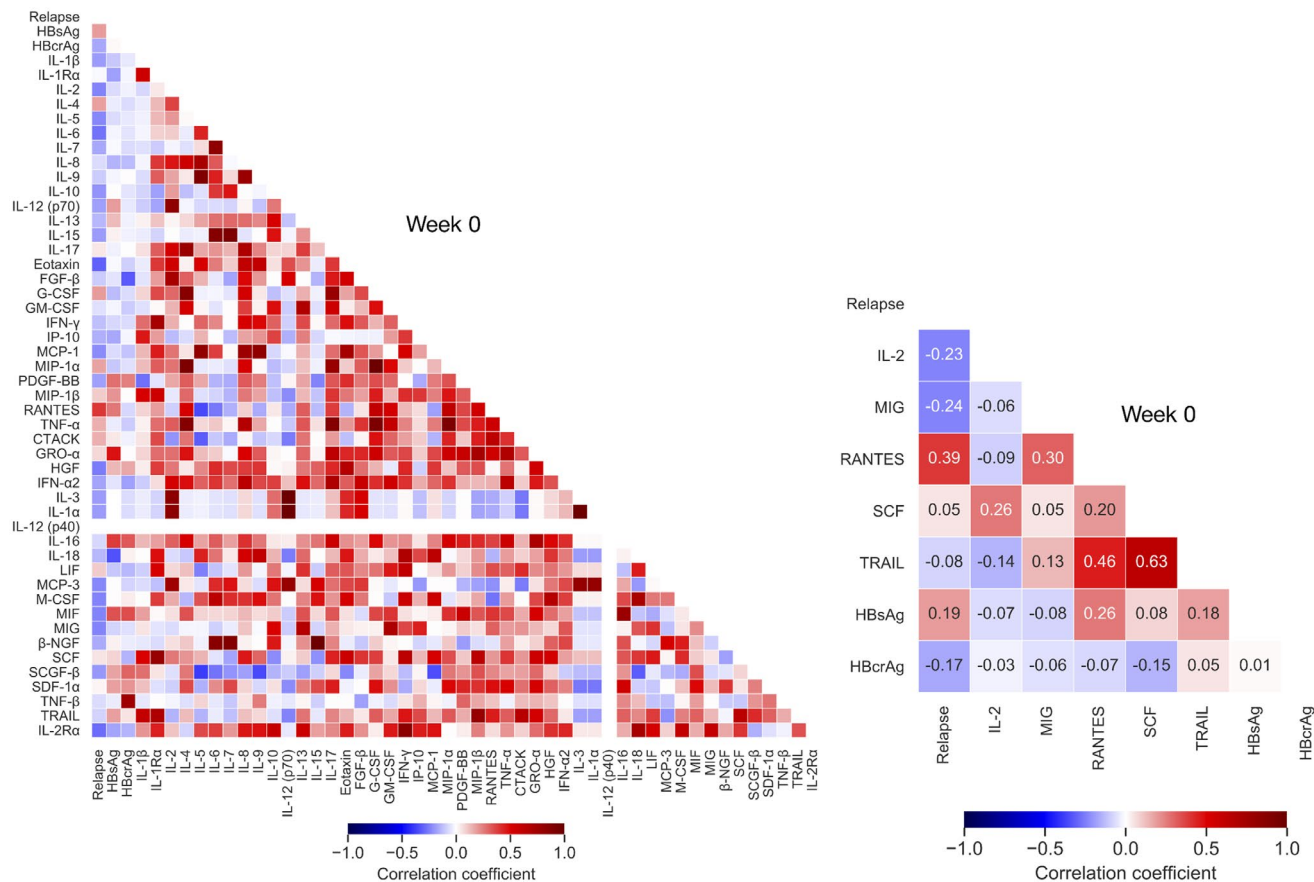 Relapse
HBsAg
HBcrAg
IL-1β
IL-1Rα
IL-2
IL-4
IL-5
IL-6
IL-7
IL-8
IL-9
IL-10
IL-12 (p70)
IL-13
IL-15
IL-17
Eotaxin
FGF-β
G-CSF
GM-CSF
IFN-γ
IP-10
MCP-1
MIP-1α
PDGF-BB
MIP-1β
RANTES
TNF-α
CTACK
GRO-α
HGF
IFN-α2
IL-3
IL-1α
IL-12 (p40)
IL-16
IL-18
LIF
MCP-3
M-CSF
MIF
MIG
β-NGF
SCF
SCGF-β
SDF-1α
TNF-β
TRAIL
IL-2Rα
Week 0
Relapse
HBsAg
HBcrAg
IL-1β
IL-1Rα
IL-2
IL-4
IL-5
IL-6
IL-7
IL-8
IL-9
IL-10
IL-12 (p70)
IL-13
IL-15
IL-17
Eotaxin
FGF-β
G-CSF
GM-CSF
IFN-γ
IP-10
MCP-1
MIP-1α
PDGF-BB
MIP-1β
RANTES
TNF-α
CTACK
GRO-α
HGF
IFN-α2
IL-3
IL-1α
IL-12 (p40)
IL-16
IL-18
LIF
MCP-3
M-CSF
MIF
MIG
β-NGF
SCF
SCGF-β
SDF-1α
TNF-β
TRAIL
IL-2Rα
−1.0 −0.5 0.0 0.5 1.0
Correlation coefficient
Relapse
IL-2 -0.23
MIG -0.24 -0.06
Week 0
RANTES 0.39 -0.09 0.30
SCF 0.05 0.26 0.05 0.20
TRAIL -0.08 -0.14 0.13 0.46 0.63
HBsAg 0.19 -0.07 -0.08 0.26 0.08 0.18
HBcrAg -0.17 -0.03 -0.06 -0.07 -0.15 0.05 0.01
Relapse
IL-2
MIG
RANTES
SCF
TRAIL
HBsAg
HBcrAg
−1.0 −0.5 0.0 0.5 1.0
Correlation coefficient